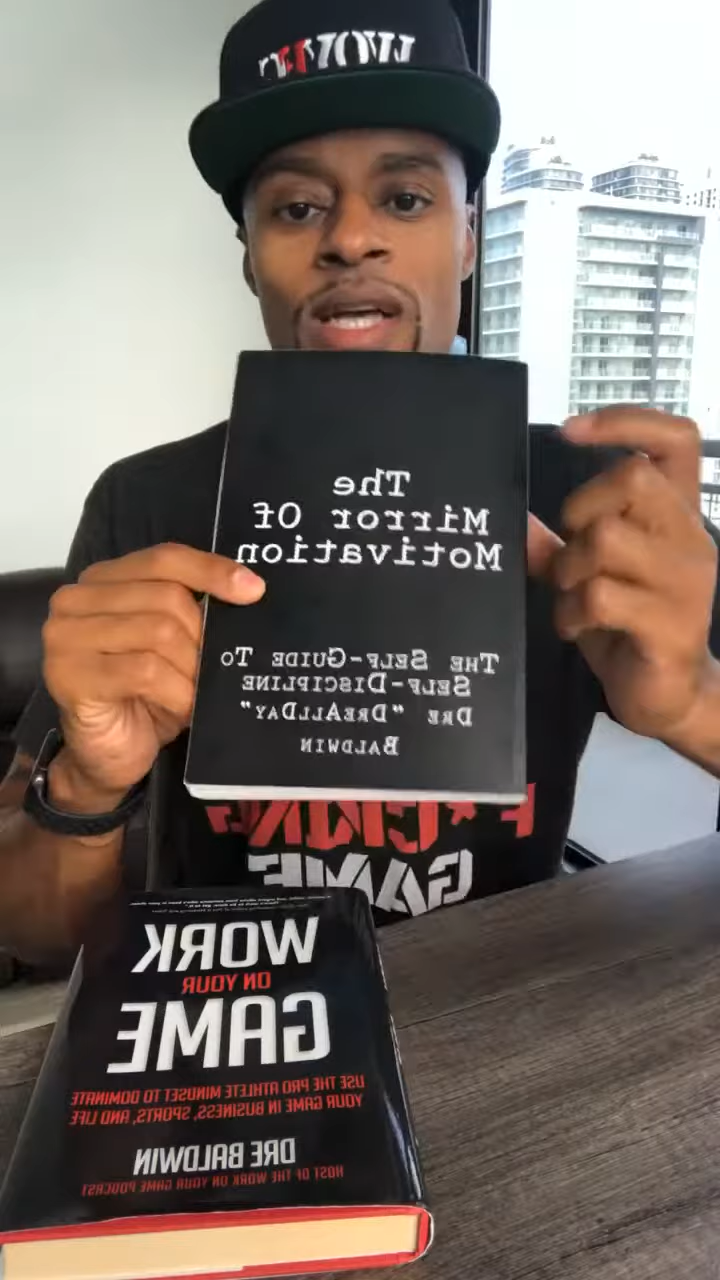 The
Mirror Of
Motivation
The Self-Guide To
Self-Discipline
Dre "DreAllDay"
Baldwin
F*CKING
GAME
WORK
ON YOUR
GAME
USE THE PRO ATHLETE MINDSET TO DOMINATE
YOUR GAME IN BUSINESS, SPORTS, AND LIFE
DRE BALDWIN
HOST OF THE WORK ON YOUR GAME PODCAST